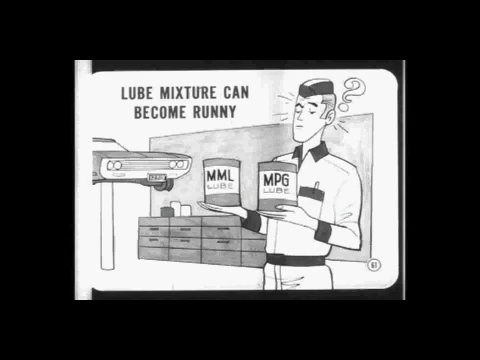 LUBE MIXTURE CAN
BECOME RUNNY
?
MML
LUBE
MPG
LUBE
61